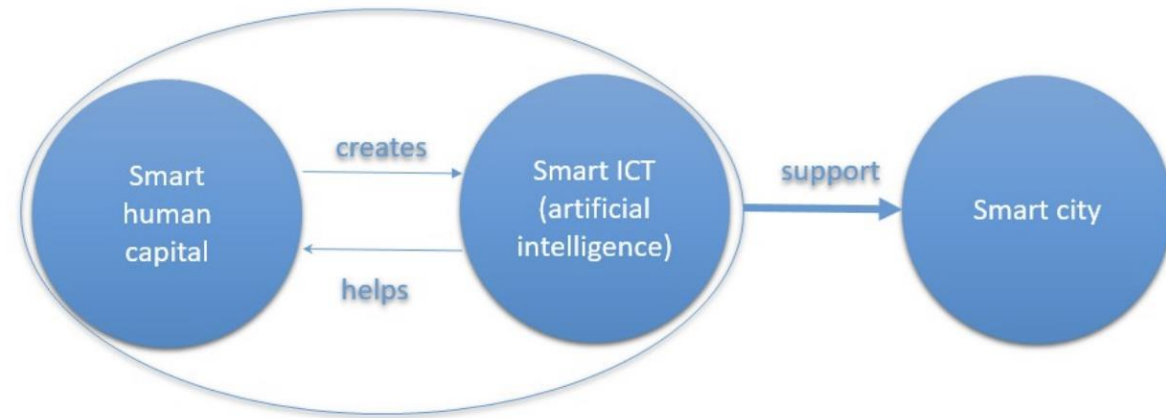 Smart
human
capital
creates
helps
Smart ICT
(artificial
intelligence)
support
Smart city